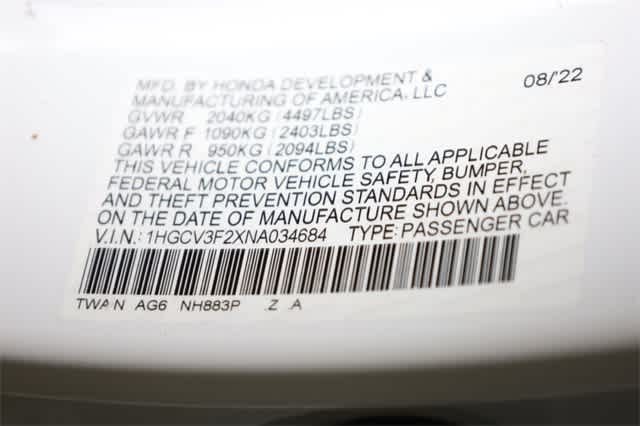 MFD. BY HONDA DEVELOPMENT &
MANUFACTURING OF AMERICA, LLC 08/'22
GVWR 2040KG (4497LBS)
GAWR F 1090KG (2403LBS)
GAWR R 950KG (2094LBS)
THIS VEHICLE CONFORMS TO ALL APPLICABLE
FEDERAL MOTOR VEHICLE SAFETY, BUMPER,
AND THEFT PREVENTION STANDARDS IN EFFECT
ON THE DATE OF MANUFACTURE SHOWN ABOVE.
V.I.N.: 1HGCV3F2XNA034684 TYPE: PASSENGER CAR
AG6 NH883P Z A